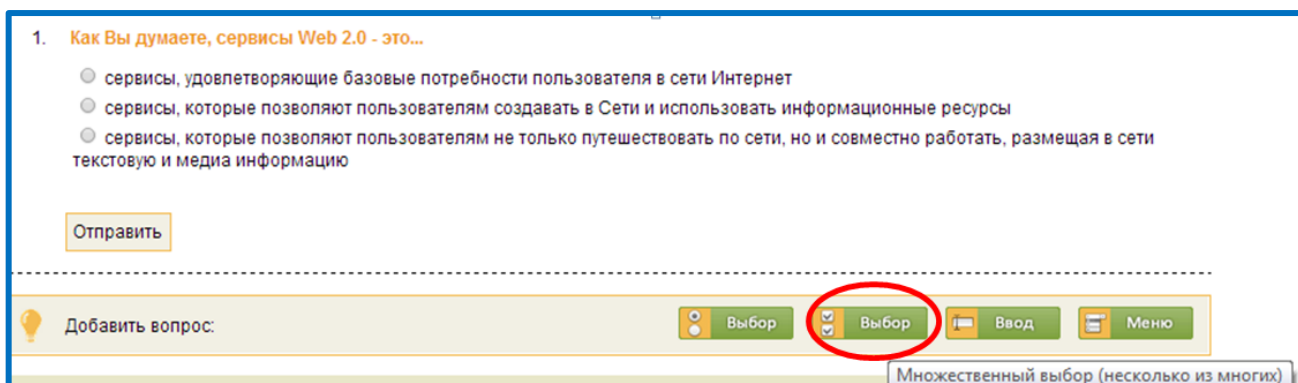 1. Как Вы думаете, сервисы Web 2.0 - это...
сервисы, удовлетворяющие базовые потребности пользователя в сети Интернет
сервисы, которые позволяют пользователям создавать в Сети и использовать информационные ресурсы
сервисы, которые позволяют пользователям не только путешествовать по сети, но и совместно работать, размещая в сети
текстовую и медиа информацию
Отправить
Добавить вопрос: Выбор Выбор Ввод Меню
Множественный выбор (несколько из многих)